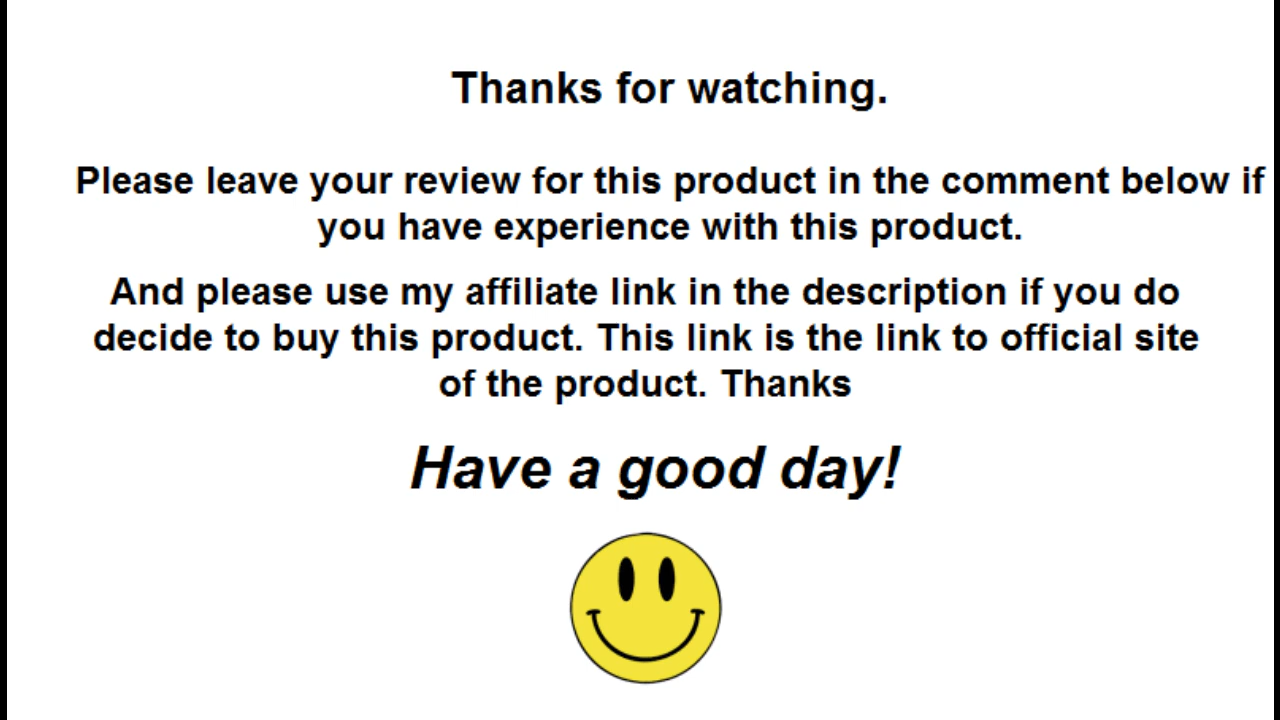 Thanks for watching.
Please leave your review for this product in the comment below if
you have experience with this product.
And please use my affiliate link in the description if you do
decide to buy this product. This link is the link to official site
of the product. Thanks
Have a good day!